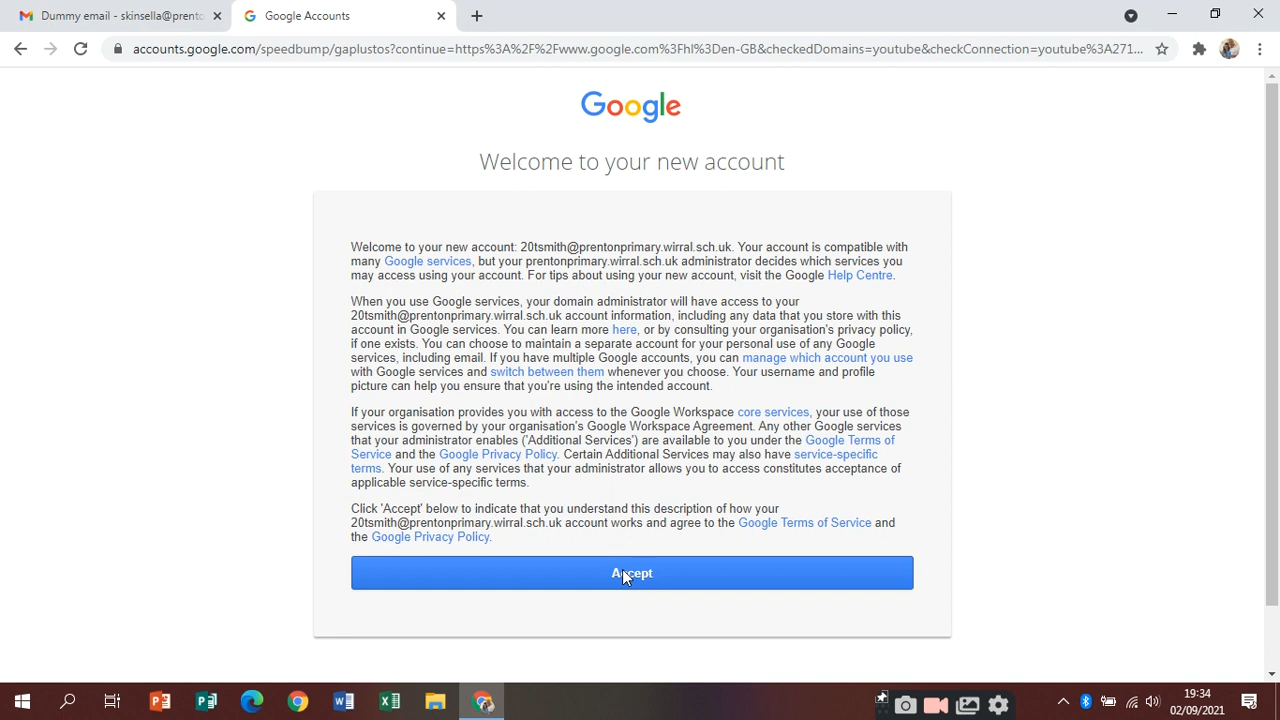 Dummy email - skinsella@prento
Google Accounts
accounts.google.com/speedbump/gaplustos?continue=https%3A%2F%2Fwww.google.com%3Fhl%3Den-GB&checkedDomains=youtube&checkConnection=youtube%3A271...
Google
Welcome to your new account
Welcome to your new account: 20tsmith@prentonprimary.wirral.sch.uk. Your account is compatible with
many Google services, but your prentonprimary.wirral.sch.uk administrator decides which services you
may access using your account. For tips about using your new account, visit the Google Help Centre.
When you use Google services, your domain administrator will have access to your
20tsmith@prentonprimary.wirral.sch.uk account information, including any data that you store with this
account in Google services. You can learn more here, or by consulting your organisation's privacy policy,
if one exists. You can choose to maintain a separate account for your personal use of any Google
services, including email. If you have multiple Google accounts, you can manage which account you use
with Google services and switch between them whenever you choose. Your username and profile
picture can help you ensure that you're using the intended account.
If your organisation provides you with access to the Google Workspace core services, your use of those
services is governed by your organisation's Google Workspace Agreement. Any other Google services
that your administrator enables ('Additional Services') are available to you under the Google Terms of
Service and the Google Privacy Policy. Certain Additional Services may also have service-specific
terms. Your use of any services that your administrator allows you to access constitutes acceptance of
applicable service-specific terms.
Click 'Accept' below to indicate that you understand this description of how your
20tsmith@prentonprimary.wirral.sch.uk account works and agree to the Google Terms of Service and
the Google Privacy Policy.
Accept
19:34
02/09/2021